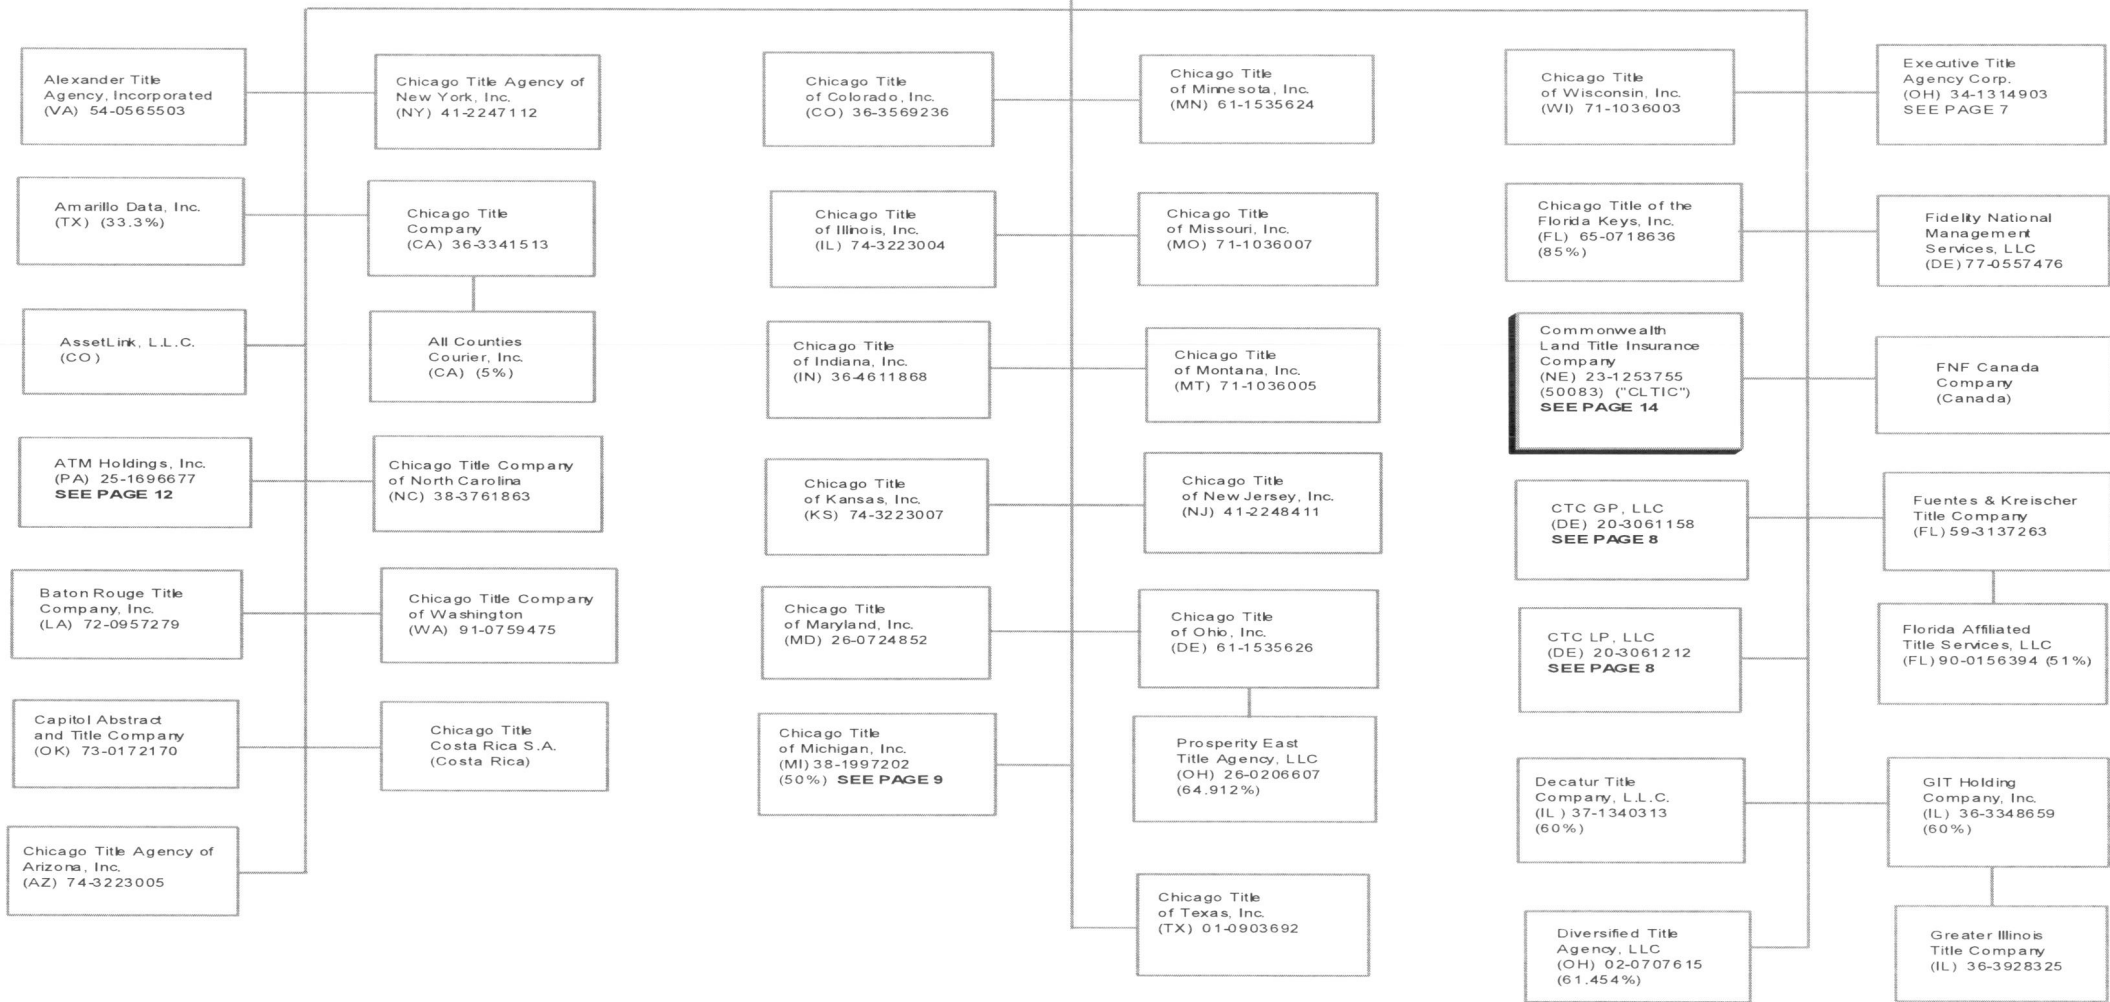 Alexander Title
Agency, Incorporated
(VA) 54-0565503
Chicago Title Agency of
New York, Inc.
(NY) 41-2247112
Amarillo Data, Inc.
(TX) (33.3%)
Chicago Title
Company
(CA) 36-3341513
AssetLink, L.L.C.
(CO)
All Counties
Courier, Inc.
(CA) (5%)
ATM Holdings, Inc.
(PA) 25-1696677
SEE PAGE 12
Chicago Title Company
of North Carolina
(NC) 38-3761863
Baton Rouge Title
Company, Inc.
(LA) 72-0957279
Chicago Title Company
of Washington
(WA) 91-0759475
Capitol Abstract
and Title Company
(OK) 73-0172170
Chicago Title
Costa Rica S.A.
(Costa Rica)
Chicago Title Agency of
Arizona, Inc.
(AZ) 74-3223005
Chicago Title
of Colorado, Inc.
(CO) 36-3569236
Chicago Title
of Minnesota, Inc.
(MN) 61-1535624
Chicago Title
of Illinois, Inc.
(IL) 74-3223004
Chicago Title
of Missouri, Inc.
(MO) 71-1036007
Chicago Title
of Indiana, Inc.
(IN) 36-4611868
Chicago Title
of Montana, Inc.
(MT) 71-1036005
Chicago Title
of Kansas, Inc.
(KS) 74-3223007
Chicago Title
of New Jersey, Inc.
(NJ) 41-2248411
Chicago Title
of Maryland, Inc.
(MD) 26-0724852
Chicago Title
of Ohio, Inc.
(DE) 61-1535626
Chicago Title
of Michigan, Inc.
(MI) 38-1997202
(50%) SEE PAGE 9
Prosperity East
Title Agency, LLC
(OH) 26-0206607
(64.912%)
Chicago Title
of Texas, Inc.
(TX) 01-0903692
Chicago Title
of Wisconsin, Inc.
(WI) 71-1036003
Executive Title
Agency Corp.
(OH) 34-1314903
SEE PAGE 7
Chicago Title of the
Florida Keys, Inc.
(FL) 65-0718636
(85%)
Fidelity National
Management
Services, LLC
(DE) 77-0557476
Commonwealth
Land Title Insurance
Company
(NE) 23-1253755
(50083) ("CLTIC")
SEE PAGE 14
FNF Canada
Company
(Canada)
CTC GP, LLC
(DE) 20-3061158
SEE PAGE 8
Fuentes & Kreischer
Title Company
(FL) 59-3137263
CTC LP, LLC
(DE) 20-3061212
SEE PAGE 8
Florida Affiliated
Title Services, LLC
(FL) 90-0156394 (51%)
Decatur Title
Company, L.L.C.
(IL ) 37-1340313
(60%)
GIT Holding
Company, Inc.
(IL) 36-3348659
(60%)
Diversified Title
Agency, LLC
(OH) 02-0707615
(61.454%)
Greater Illinois
Title Company
(IL) 36-3928325